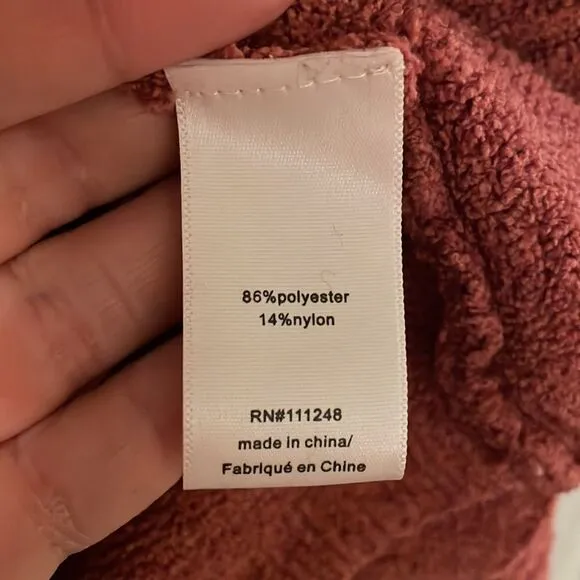 86%polyester
14%nylon
RN#111248
made in china/
Fabriqué en Chine